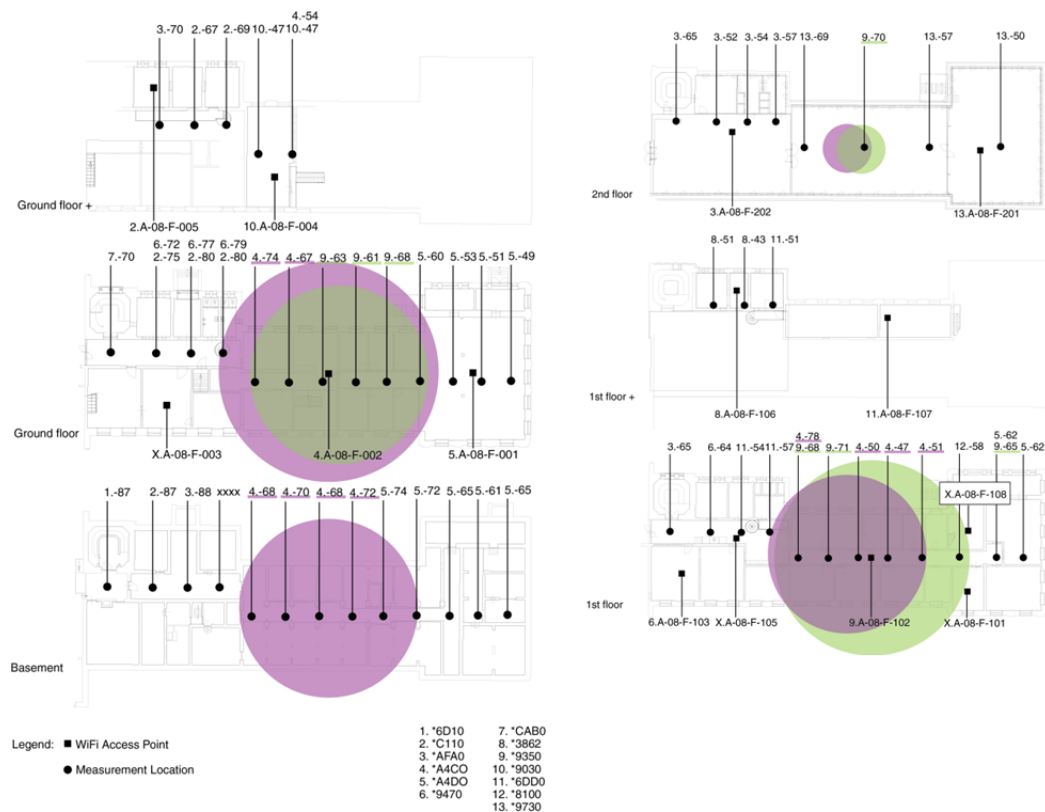 4.-54
3.-70 2.-67 2.-69 10.-47 10.-47
Ground floor +
2.A-08-F-005 10.A-08-F-004
6.-72 6.-77 6.-79
7.-70 2.-75 2.-80 2.-80 4.-74 4.-67 9.-63 9.-61 9.-68 5.-60 5.-53 5.-51 5.-49
Ground floor
X.A-08-F-003 4.A-08-F-002 5.A-08-F-001
1.-87 2.-87 3.-88 xxxx 4.-68 4.-70 4.-68 4.-72 5.-74 5.-72 5.-65 5.-61 5.-65
Basement
3.-65 3.-52 3.-54 3.-57 13.-69 9.-70 13.-57 13.-50
2nd floor
3.A-08-F-202 13.A-08-F-201
8.-51 8.-43 11.-51
1st floor +
8.A-08-F-106 11.A-08-F-107
4.-78 5.-62
3.-65 6.-64 11.-54 11.-57 9.-68 9.-71 4.-50 4.-47 4.-51 12.-58 9.-65 5.-62
X.A-08-F-108
1st floor
6.A-08-F-103 X.A-08-F-105 9.A-08-F-102 X.A-08-F-101
Legend: WiFi Access Point
Measurement Location
1. *6D10
2. *C110
3. *AFA0
4. *A4CO
5. *A4DO
6. *9470
7. *CAB0
8. *3862
9. *9350
10. *9030
11. *6DD0
12. *8100
13. *9730